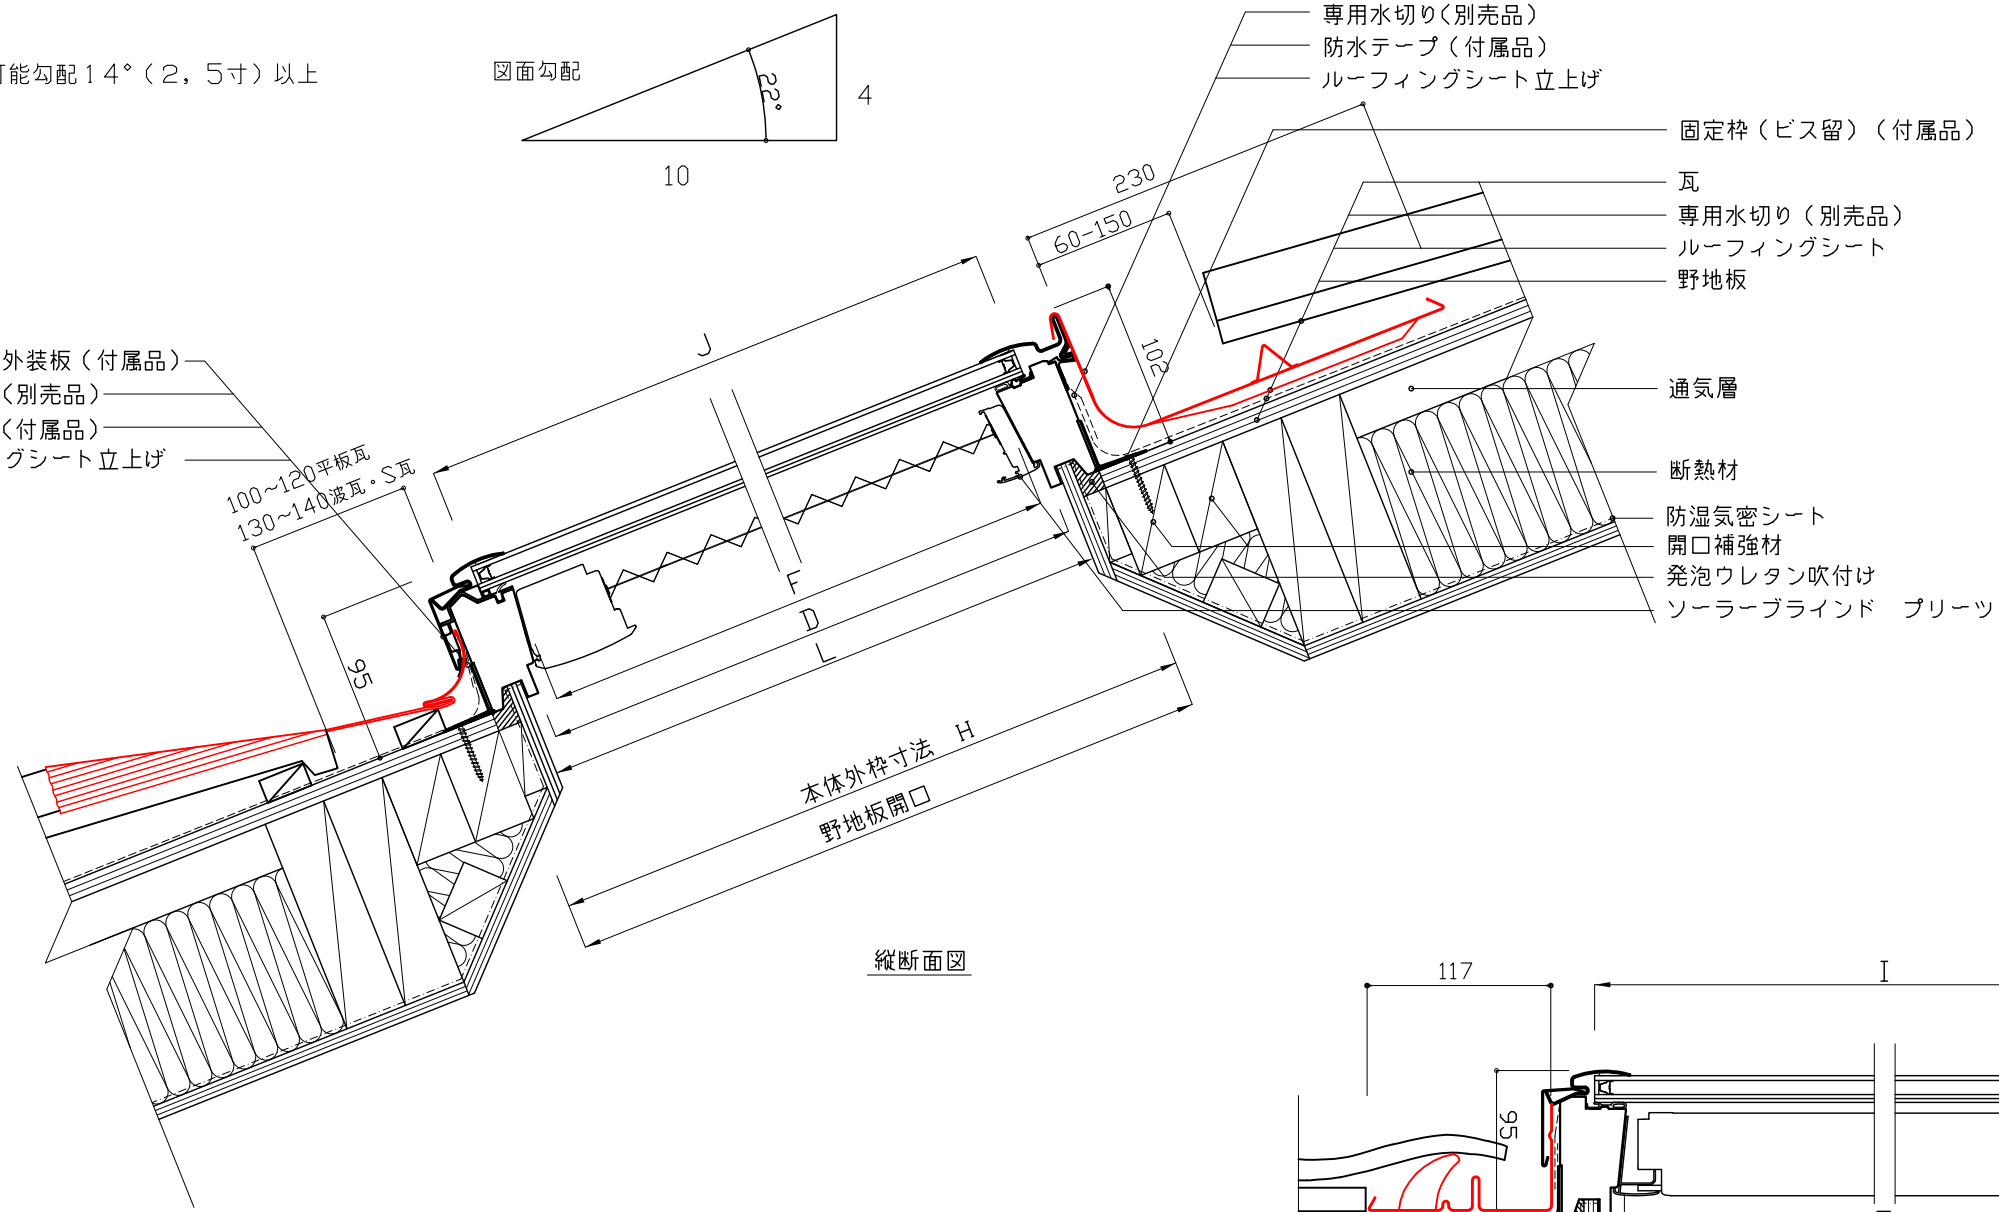 可能勾配14°（2，5寸）以上
図面勾配
22°
4
10
専用水切り（別売品）
防水テープ（付属品）
ルーフィングシート立上げ
固定枠（ビス留）（付属品）
瓦
専用水切り（別売品）
ルーフィングシート
野地板
230
60-150
102
J
外装板（付属品）
（別売品）
（付属品）
グシート立上げ
100~120平板瓦
130~140波瓦・S瓦
95
通気層
断熱材
防湿気密シート
開口補強材
発泡ウレタン吹付け
ソーラーブラインド　プリーツ
F
D
L
本体外枠寸法　H
野地板開口
縦断面図
117
I
95